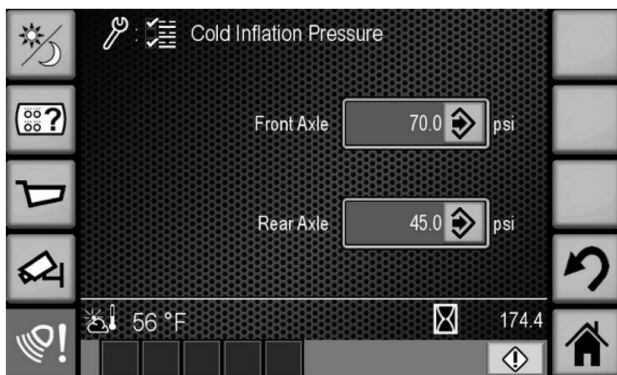 : Cold Inflation Pressure
?
Front Axle 70.0 psi
Rear Axle 45.0 psi
56 °F 174.4
!